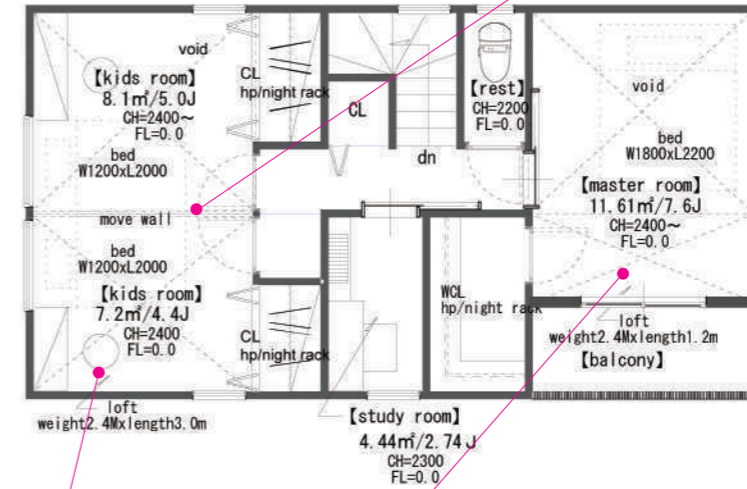 void
【kids room】
8.1㎡/5.0J
CH=2400～
FL=0.0
bed
W1200xL2000
move wall
bed
W1200xL2000
【kids room】
7.2㎡/4.4J
CH=2400
FL=0.0
loft
weight2.4Mxlength3.0m
CL
hp/night rack
CL
hp/night rack
CL
dn
【rest】
CH=2200
FL=0.0
WCL
hp/night rack
【study room】
4.44㎡/2.74J
CH=2300
FL=0.0
void
bed
W1800xL2200
【master room】
11.61㎡/7.6J
CH=2400～
FL=0.0
loft
weight2.4Mxlength1.2m
【balcony】